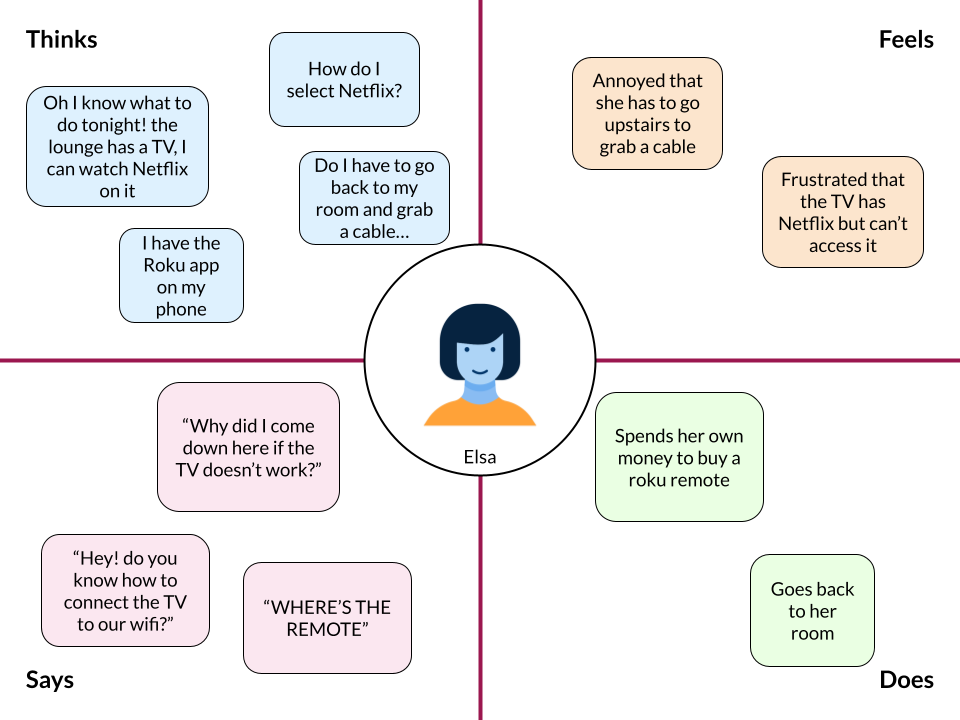 Thinks
How do I
select Netflix?
Oh I know what to
do tonight! the
lounge has a TV, I
can watch Netflix
on it
Do I have to go
back to my
room and grab
a cable...
I have the
Roku app
on my
phone
Feels
Annoyed that
she has to go
upstairs to
grab a cable
Frustrated that
the TV has
Netflix but can’t
access it
Elsa
“Why did I come
down here if the
TV doesn’t work?”
“Hey! do you
know how to
connect the TV
to our wifi?”
“WHERE’S THE
REMOTE”
Says
Spends her own
money to buy a
roku remote
Goes back
to her
room
Does